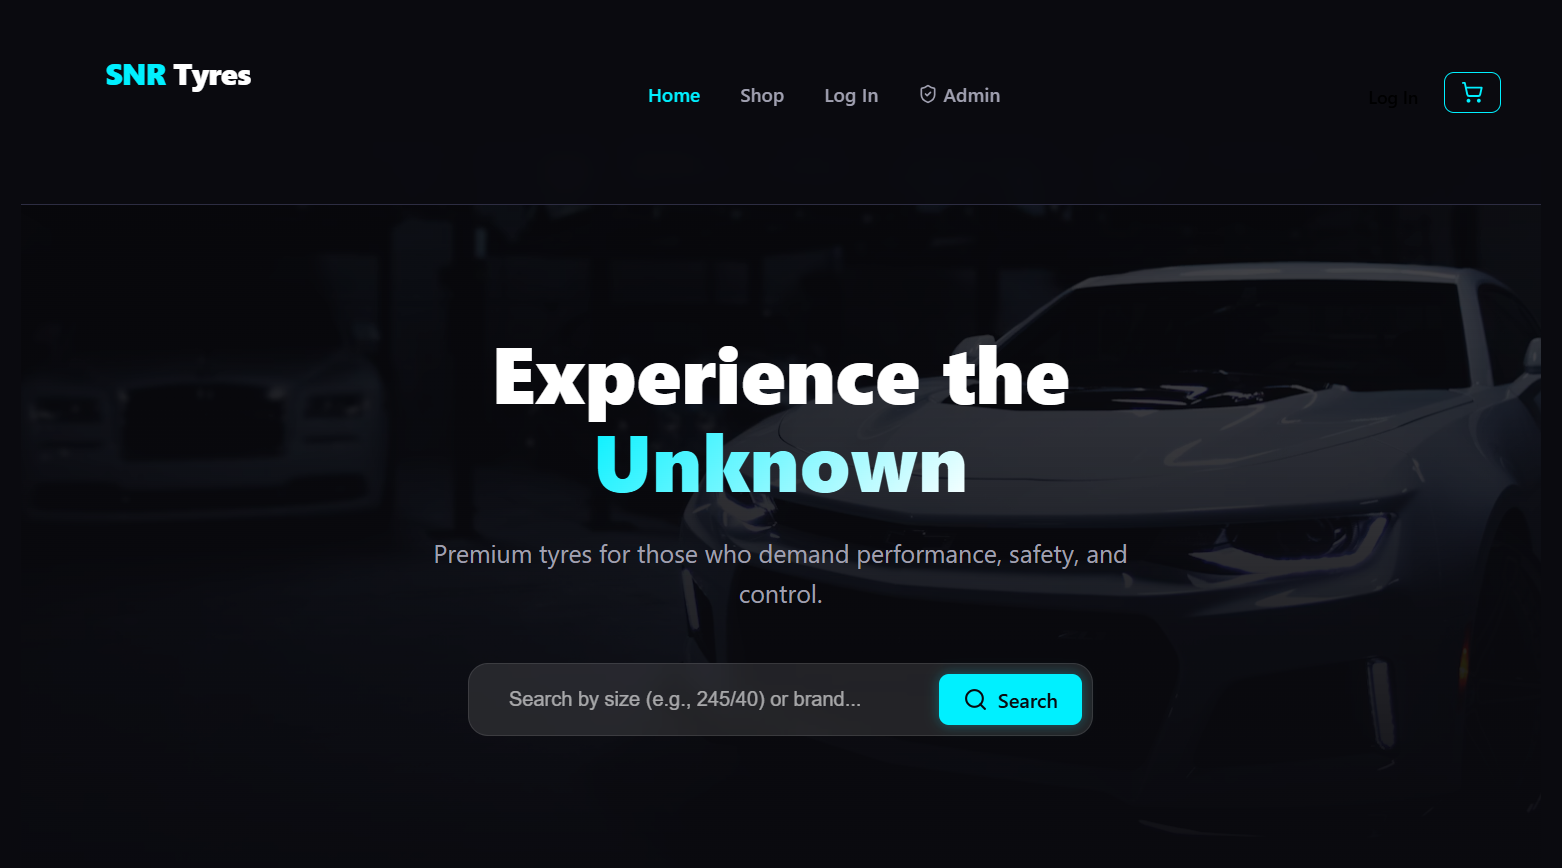 SNR Tyres
Home Shop Log In Admin
Log In
Experience the
Unknown
Premium tyres for those who demand performance, safety, and
control.
Search by size (e.g., 245/40) or brand...
Search